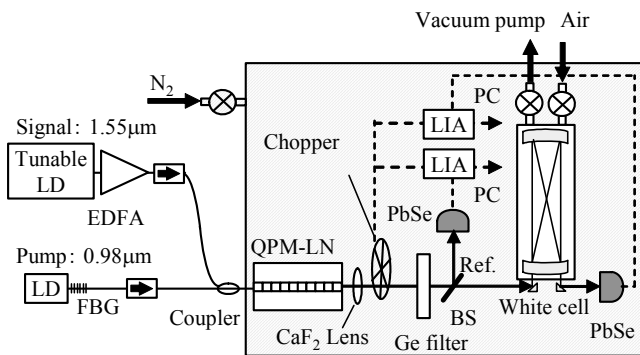 Vacuum pump
Air
N₂
Signal: 1.55μm
Tunable
LD
EDFA
Pump: 0.98μm
LD
FBG
Coupler
QPM-LN
CaF₂ Lens
Chopper
LIA
PC
LIA
PC
PbSe
Ref.
BS
Ge filter
White cell
PbSe